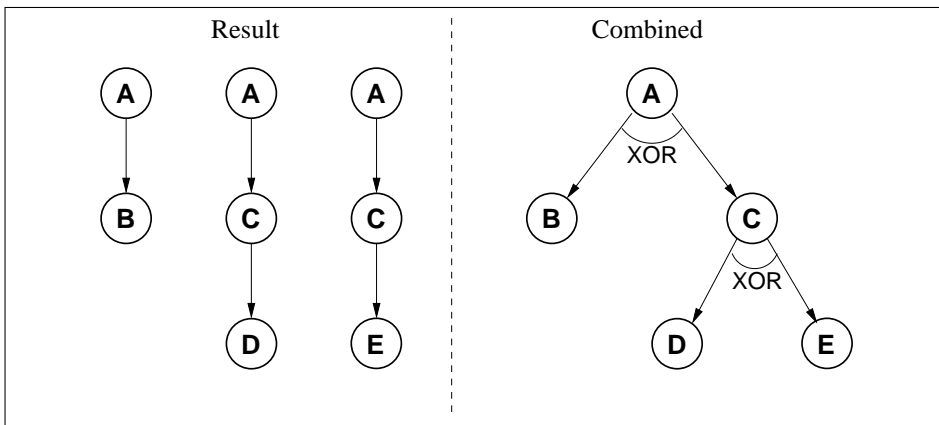 Result
A A A
B C C
D E
Combined
A
XOR
B C
XOR
D E